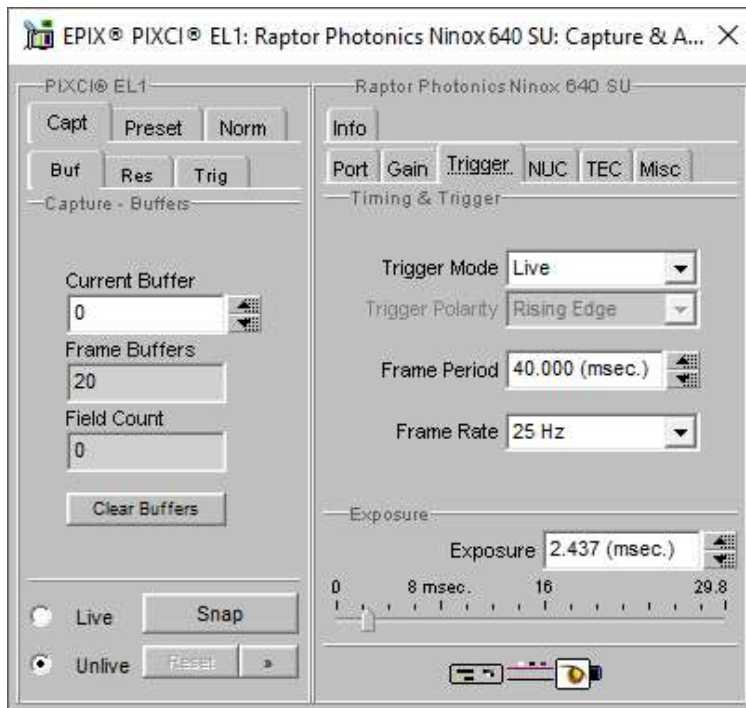 EPIX® PIXCI® EL1: Raptor Photonics Ninox 640 SU: Capture & A...
PIXCI® EL1
Capt Preset Norm
Buf Res Trig
Capture - Buffers
Current Buffer
0
Frame Buffers
20
Field Count
0
Clear Buffers
Live Snap
Unlive Reset »
Raptor Photonics Ninox 640 SU
Info
Port Gain Trigger NUC TEC Misc
Timing & Trigger
Trigger Mode Live
Trigger Polarity Rising Edge
Frame Period 40.000 (msec.)
Frame Rate 25 Hz
Exposure
Exposure 2.437 (msec.)
0 8 msec. 16 29.8